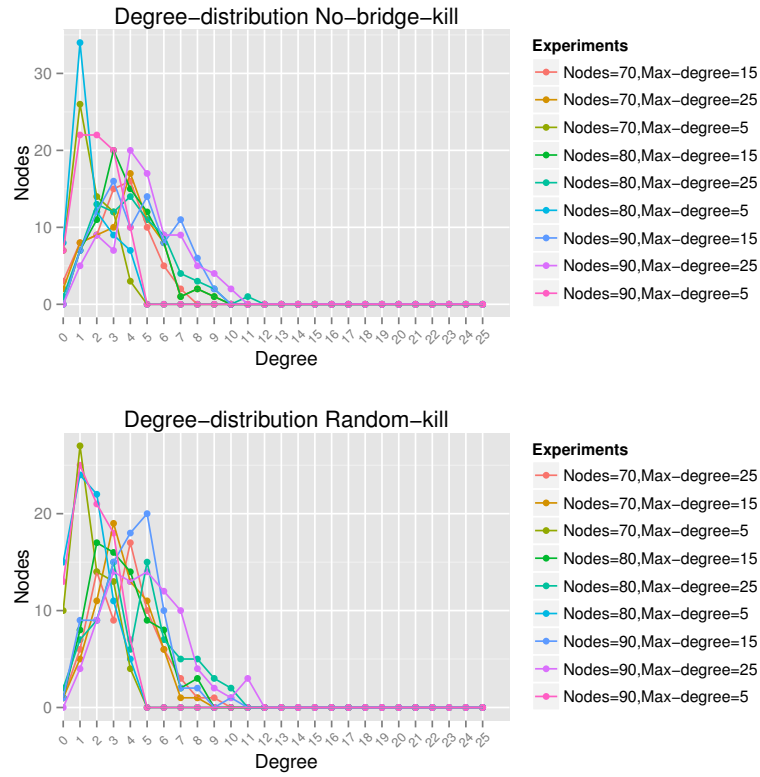 Degree−distribution No−bridge−kill
Nodes
30
20
10
0
0 1 2 3 4 5 6 7 8 9 10 11 12 13 14 15 16 17 18 19 20 21 22 23 24 25
Degree
Experiments
Nodes=70,Max−degree=15
Nodes=70,Max−degree=25
Nodes=70,Max−degree=5
Nodes=80,Max−degree=15
Nodes=80,Max−degree=25
Nodes=80,Max−degree=5
Nodes=90,Max−degree=15
Nodes=90,Max−degree=25
Nodes=90,Max−degree=5
Degree−distribution Random−kill
Nodes
20
10
0
0 1 2 3 4 5 6 7 8 9 10 11 12 13 14 15 16 17 18 19 20 21 22 23 24 25
Degree
Experiments
Nodes=70,Max−degree=25
Nodes=70,Max−degree=15
Nodes=70,Max−degree=5
Nodes=80,Max−degree=15
Nodes=80,Max−degree=25
Nodes=80,Max−degree=5
Nodes=90,Max−degree=15
Nodes=90,Max−degree=25
Nodes=90,Max−degree=5